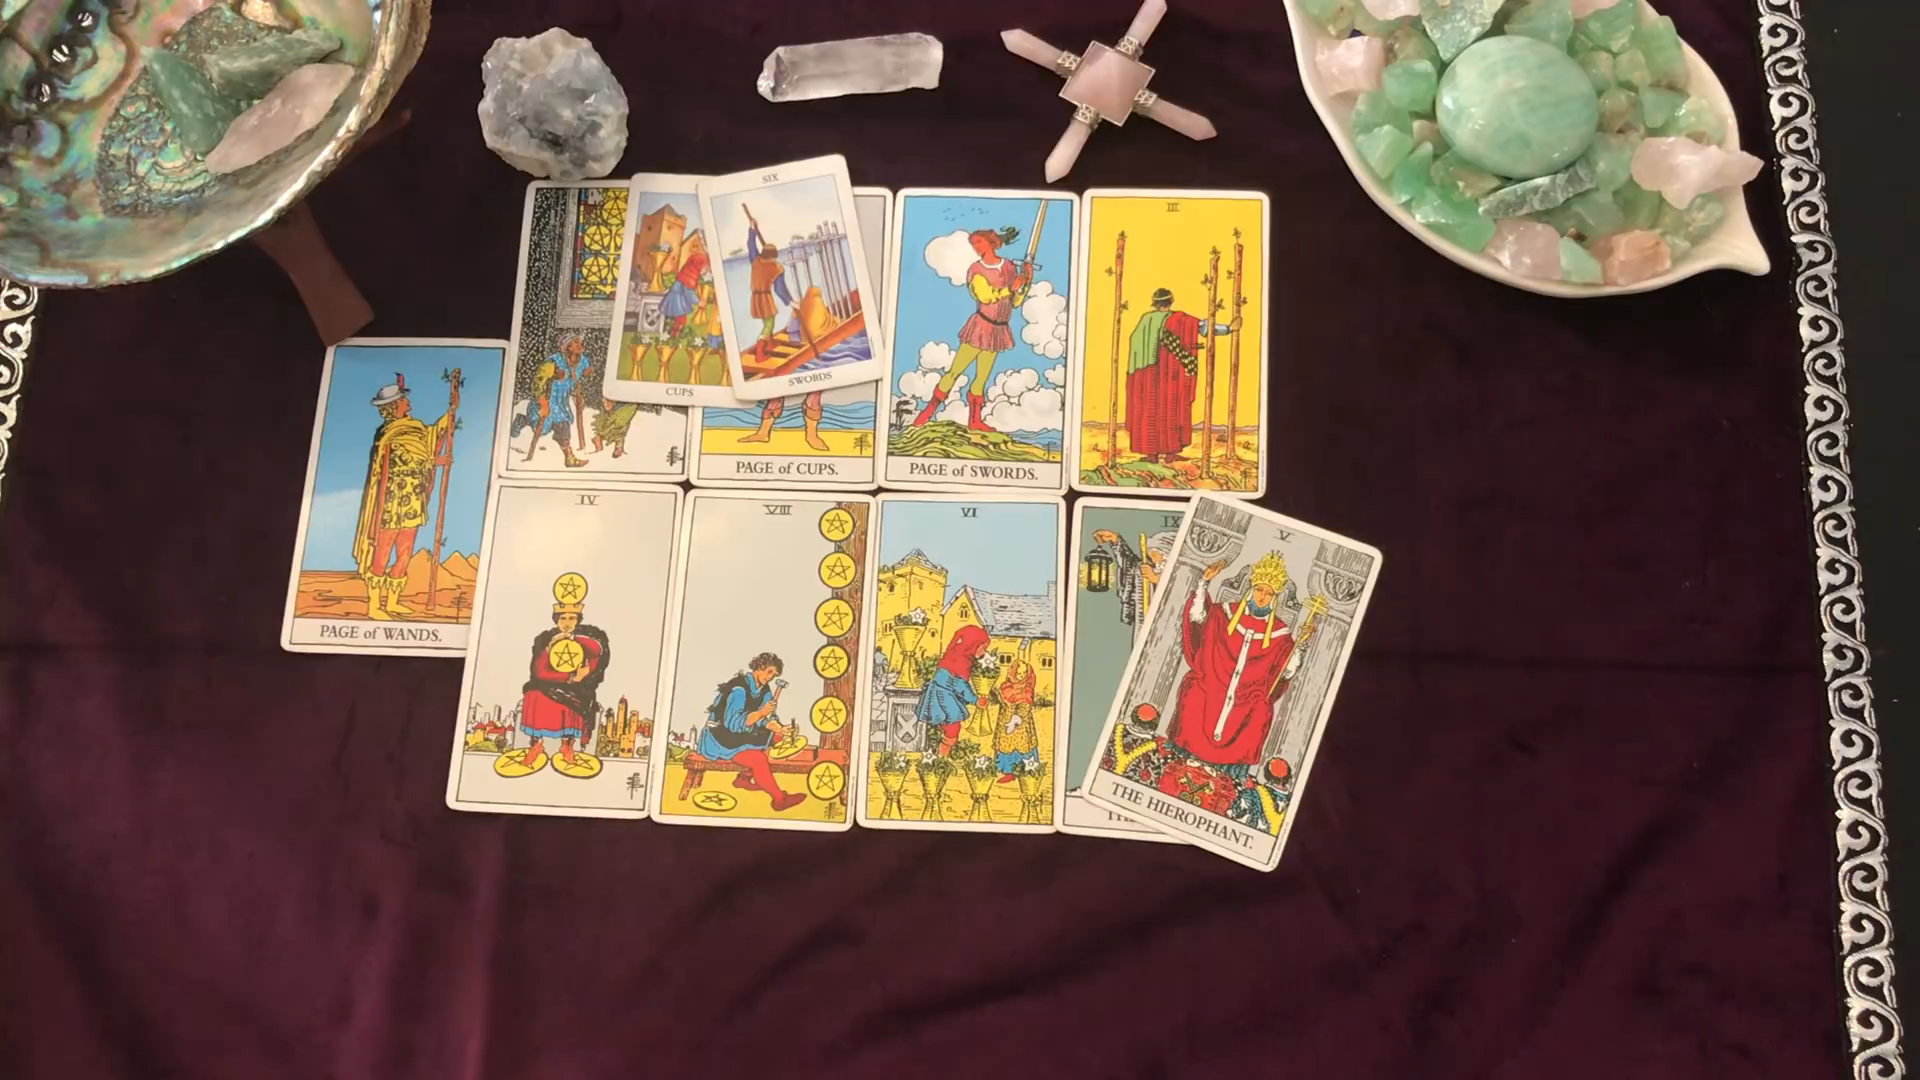 SIX
SWORDS
CUPS
III
PAGE of CUPS.
PAGE of SWORDS.
PAGE of WANDS.
IV
VIII
VI
IX
V
THE HIEROPHANT.